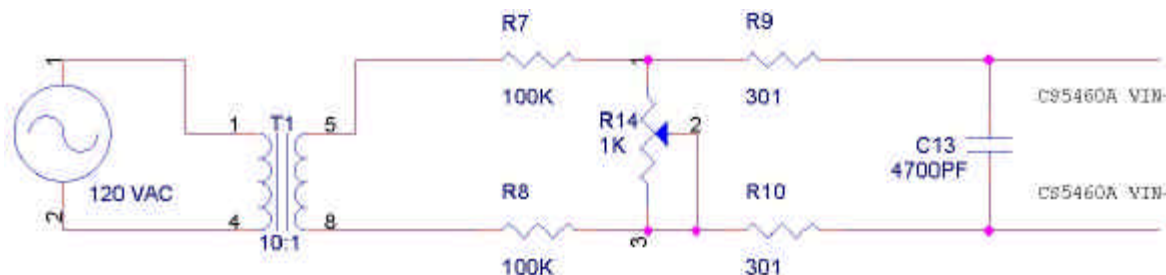 R7
R9
1
1
100K
301
CS5460A VIN-
1
T1
5
R14
2
1K
C13
4700PF
120 VAC
R8
R10
CS5460A VIN-
2
4
8
10:1
3
100K
301